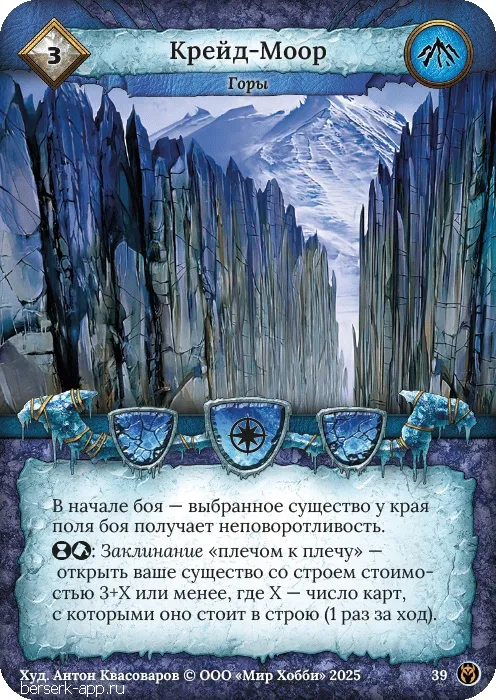 3
Крейд-Моор
Горы
В начале боя — выбранное существо у края
поля боя получает неповоротливость.
: Заклинание «плечом к плечу» —
открыть ваше существо со строем стоимо-
стью 3+X или менее, где X — число карт,
с которыми оно стоит в строю (1 раз за ход).
Худ. Антон Квасоваров © ООО «Мир Хобби» 2025
39
berserk-app.ru